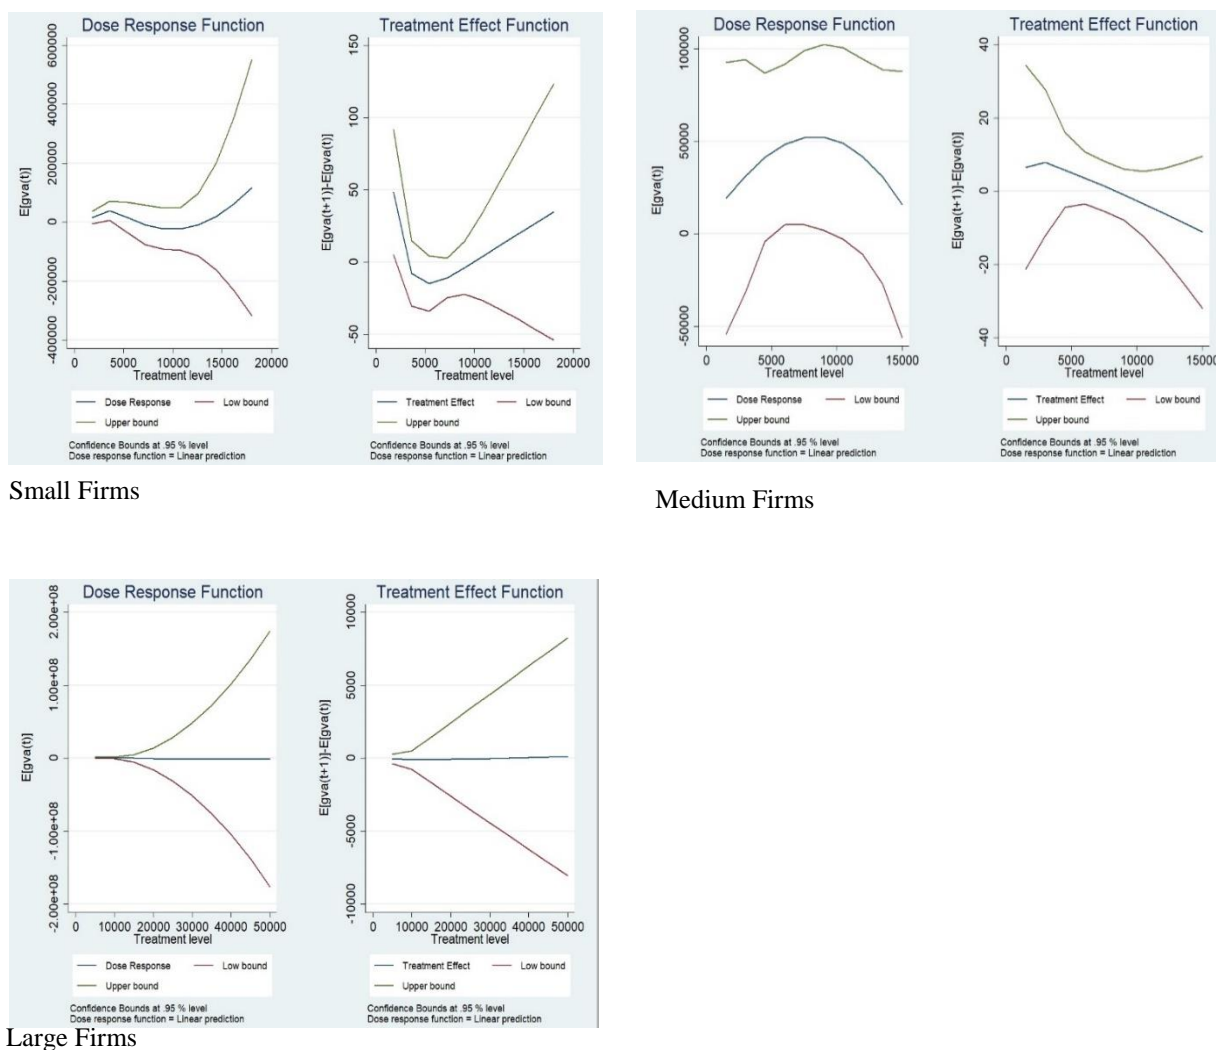 Dose Response Function
E[gva(t)]
600000
400000
200000
0
-200000
-400000
0 5000 10000 15000 20000
Treatment level
Dose Response Low bound
Upper bound
Confidence Bounds at .95 % level
Dose response function = Linear prediction
Treatment Effect Function
E[gva(t+1)]-E[gva(t)]
150
100
50
0
-50
0 5000 10000 15000 20000
Treatment level
Treatment Effect Low bound
Upper bound
Confidence Bounds at .95 % level
Dose response function = Linear prediction
Small Firms
Dose Response Function
E[gva(t)]
100000
50000
0
-50000
0 5000 10000 15000
Treatment level
Dose Response Low bound
Upper bound
Confidence Bounds at .95 % level
Dose response function = Linear prediction
Treatment Effect Function
E[gva(t+1)]-E[gva(t)]
40
20
0
-20
-40
0 5000 10000 15000
Treatment level
Treatment Effect Low bound
Upper bound
Confidence Bounds at .95 % level
Dose response function = Linear prediction
Medium Firms
Dose Response Function
E[gva(t)]
2.00e+08
1.00e+08
0
-1.00e+08
-2.00e+08
0 10000 20000 30000 40000 50000
Treatment level
Dose Response Low bound
Upper bound
Confidence Bounds at .95 % level
Dose response function = Linear prediction
Treatment Effect Function
E[gva(t+1)]-E[gva(t)]
10000
5000
0
-5000
-10000
0 10000 20000 30000 40000 50000
Treatment level
Treatment Effect Low bound
Upper bound
Confidence Bounds at .95 % level
Dose response function = Linear prediction
Large Firms